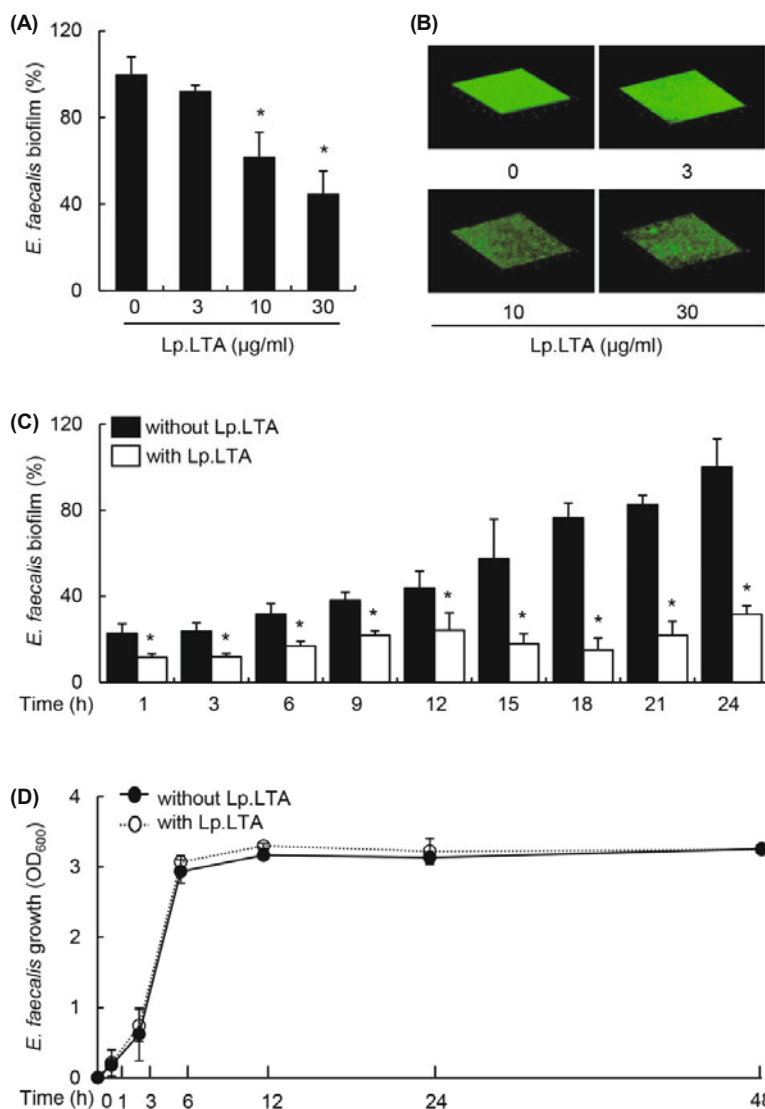 (A)
120
80
40
0
E. faecalis biofilm (%)
*
*
0 3 10 30
Lp.LTA (µg/ml)
(B)
0 3
10 30
Lp.LTA (µg/ml)
(C)
without Lp.LTA
with Lp.LTA
120
80
40
0
E. faecalis biofilm (%)
* * * * * * * * *
Time (h) 1 3 6 9 12 15 18 21 24
(D)
without Lp.LTA
with Lp.LTA
4
3
2
1
0
E. faecalis growth (OD600)
Time (h) 0 1 3 6 12 24 48